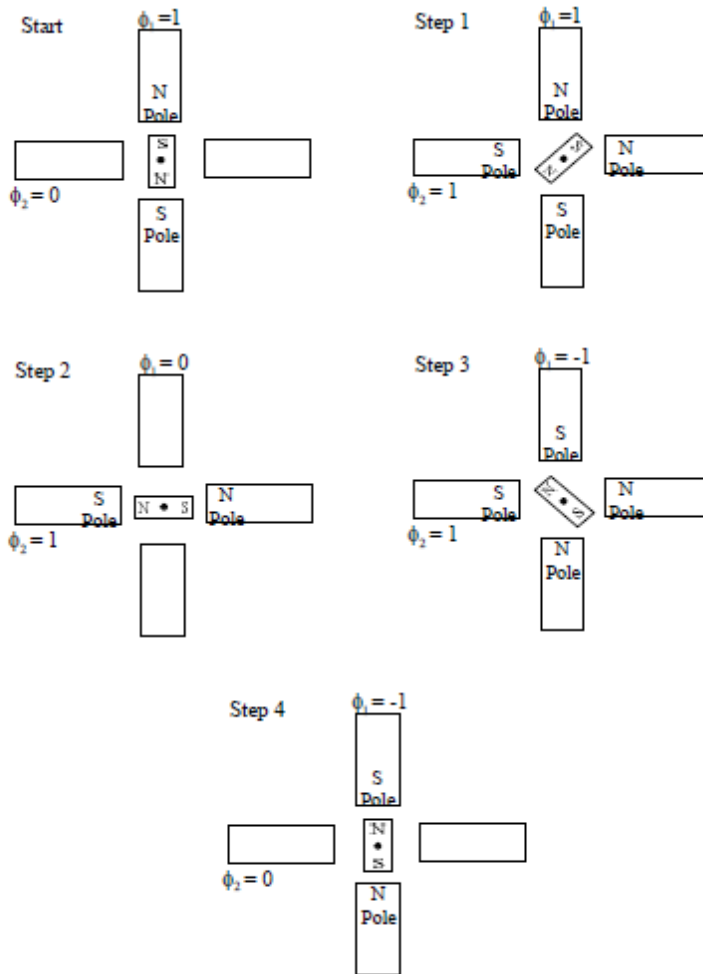 Start
ϕ₁ = 1
N
Pole
S
N
ϕ₂ = 0
S
Pole
Step 1
ϕ₁ = 1
N
Pole
S
Pole
N
S
N
Pole
ϕ₂ = 1
S
Pole
Step 2
ϕ₁ = 0
S
Pole
N S
N
Pole
ϕ₂ = 1
Step 3
ϕ₁ = -1
S
Pole
S
Pole
N
S
N
Pole
ϕ₂ = 1
N
Pole
Step 4
ϕ₁ = -1
S
Pole
N
S
ϕ₂ = 0
N
Pole